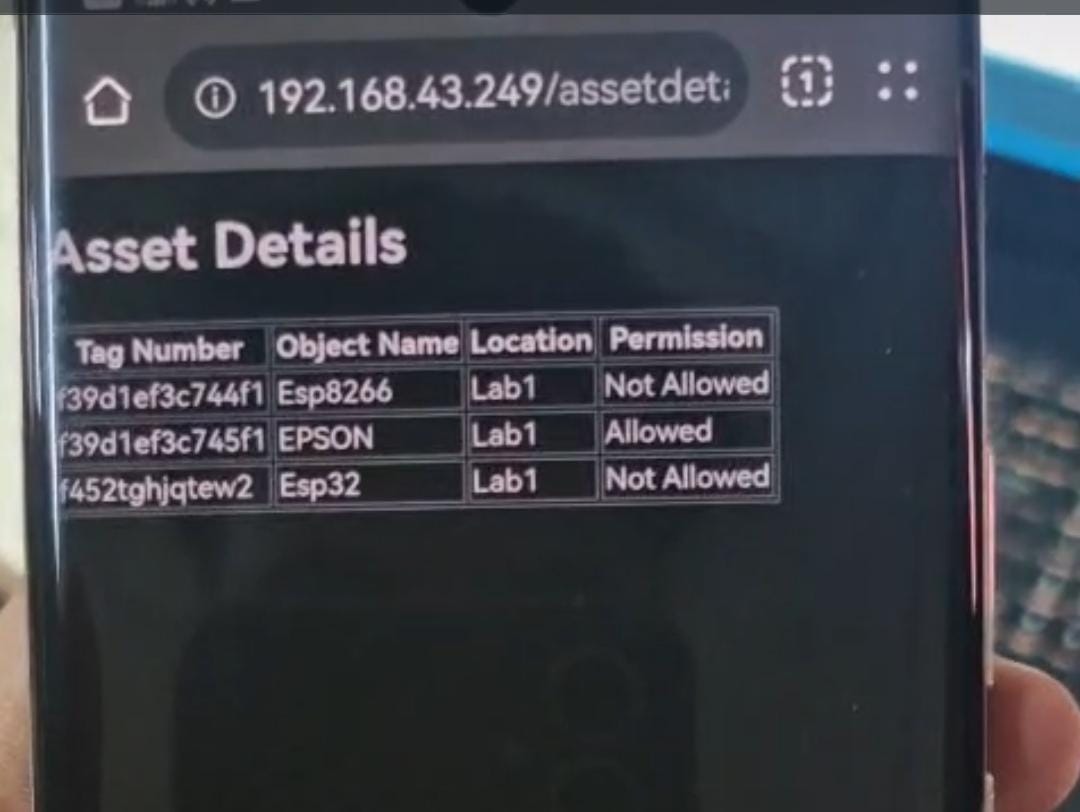 192.168.43.249/assetdet
1
Asset Details
Tag Number Object Name Location Permission
f39d1ef3c744f1 Esp8266 Lab1 Not Allowed
f39d1ef3c745f1 EPSON Lab1 Allowed
f452tghjqtew2 Esp32 Lab1 Not Allowed